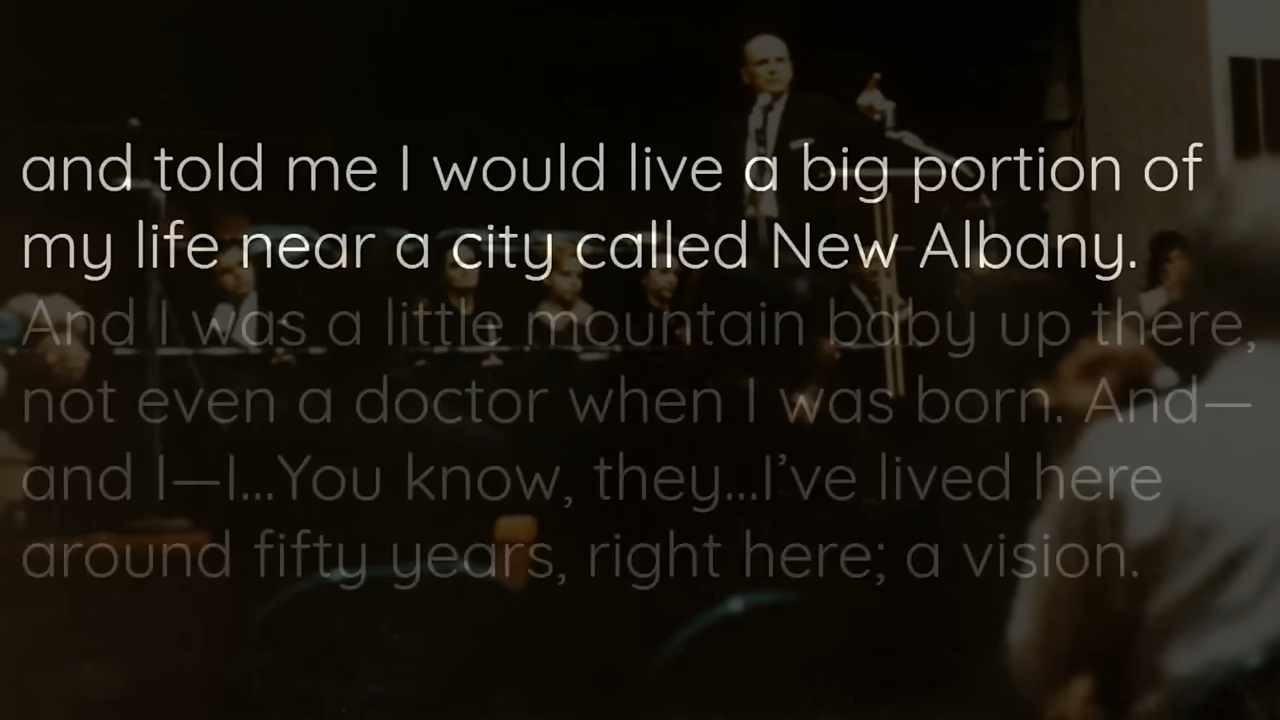 and told me I would live a big portion of
my life near a city called New Albany.
And I was a little mountain baby up there,
not even a doctor when I was born. And—
and I—I...You know, they...I’ve lived here
around fifty years, right here; a vision.